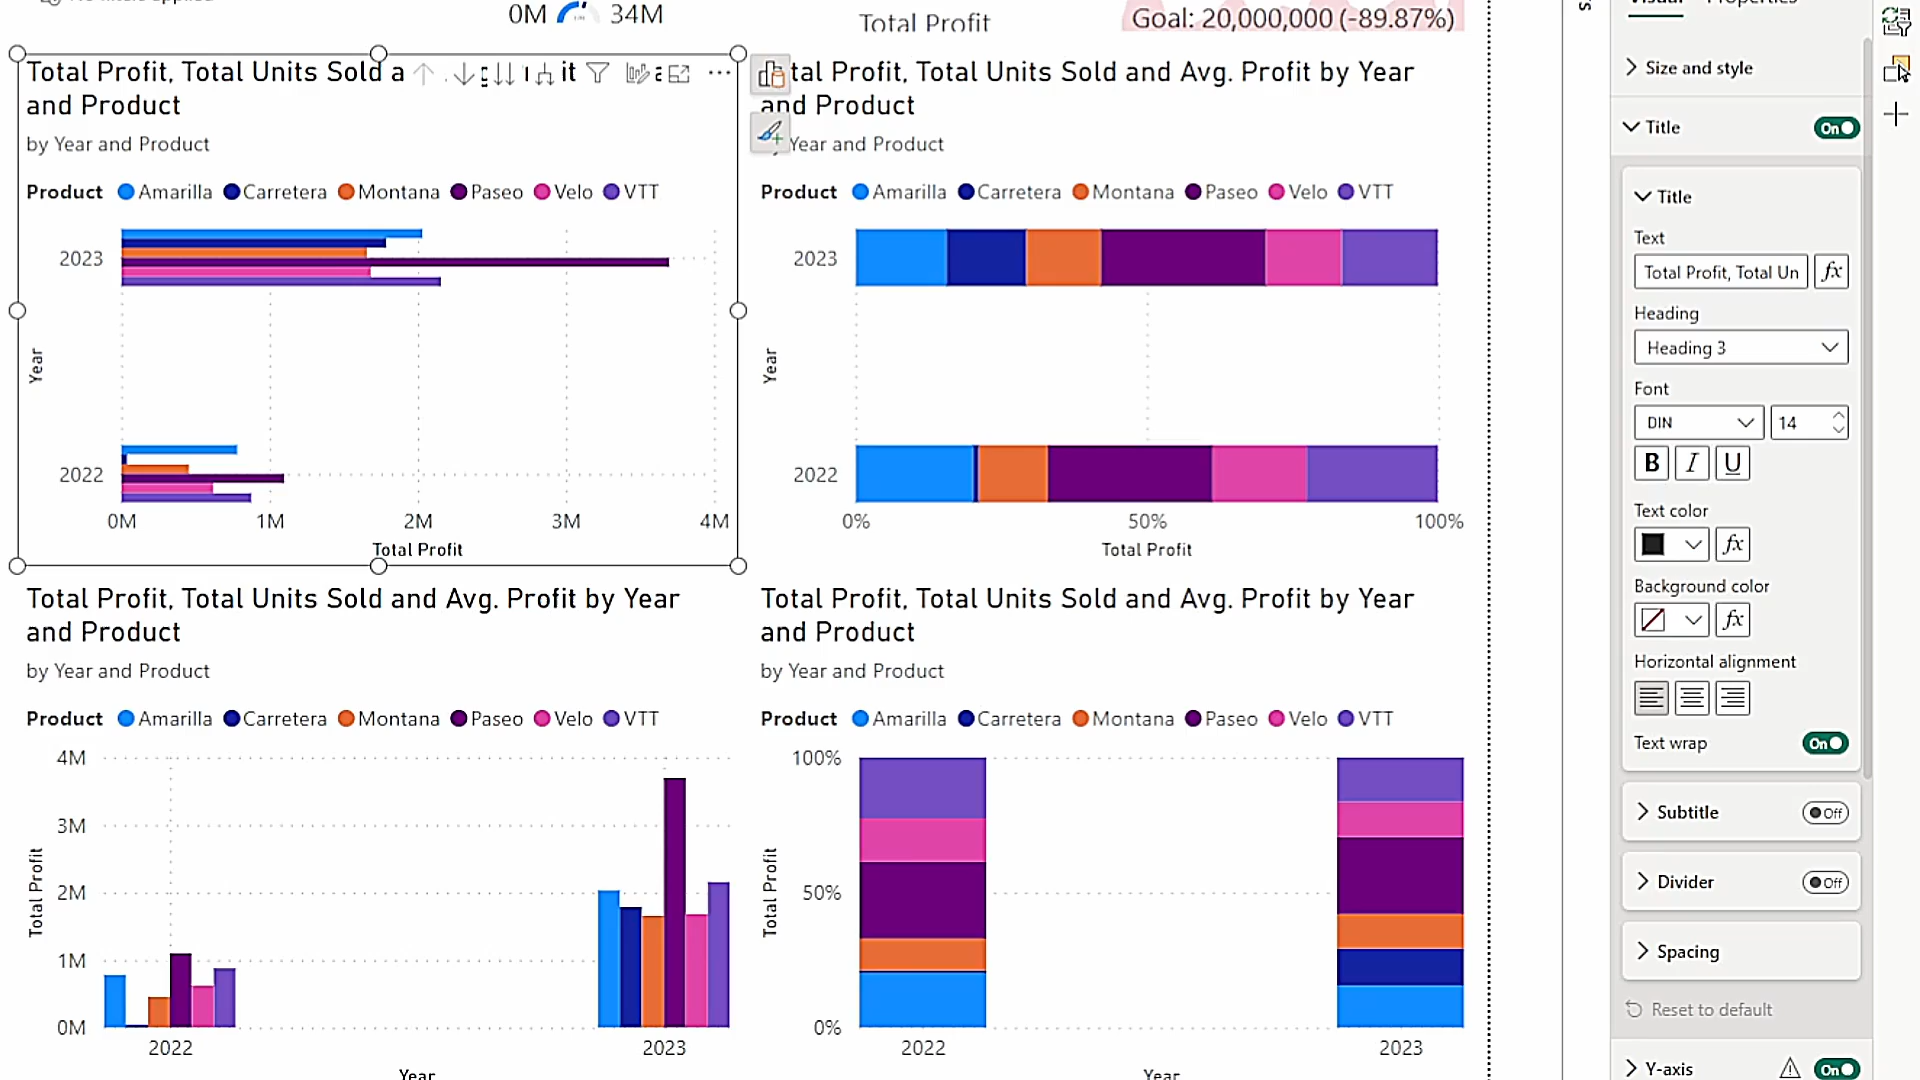 0M 34M
Total Profit
Goal: 20,000,000 (-89.87%)
Total Profit, Total Units Sold a
it
and Product
by Year and Product
Product Amarilla Carretera Montana Paseo Velo VTT
2023
2022
Year
0M 1M 2M 3M 4M
Total Profit
tal Profit, Total Units Sold and Avg. Profit by Year
and Product
Year and Product
Product Amarilla Carretera Montana Paseo Velo VTT
2023
2022
Year
0% 50% 100%
Total Profit
Total Profit, Total Units Sold and Avg. Profit by Year
and Product
by Year and Product
Product Amarilla Carretera Montana Paseo Velo VTT
4M
3M
2M
1M
0M
Total Profit
2022 2023
Year
Total Profit, Total Units Sold and Avg. Profit by Year
and Product
by Year and Product
Product Amarilla Carretera Montana Paseo Velo VTT
100%
50%
0%
Total Profit
2022 2023
Year
Visual Properties
Size and style
Title On
Title
Text
Total Profit, Total Un fx
Heading
Heading 3
Font
DIN 14
B I U
Text color
fx
Background color
fx
Horizontal alignment
Text wrap On
Subtitle Off
Divider Off
Spacing
Reset to default
Y-axis On